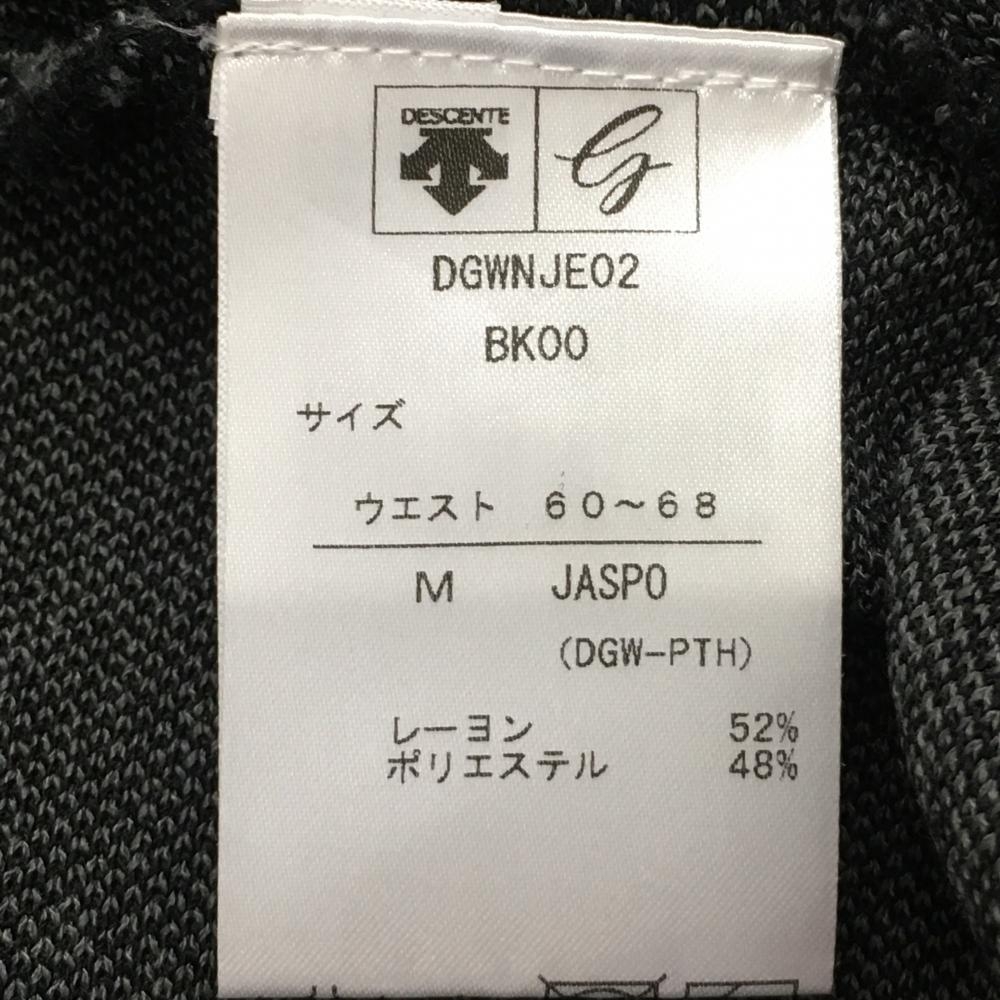 DESCENTE
G
DGWNJE02
BK00
サイズ
ウエスト 60～68
M JASPO
(DGW-PTH)
レーヨン 52%
ポリエステル 48%